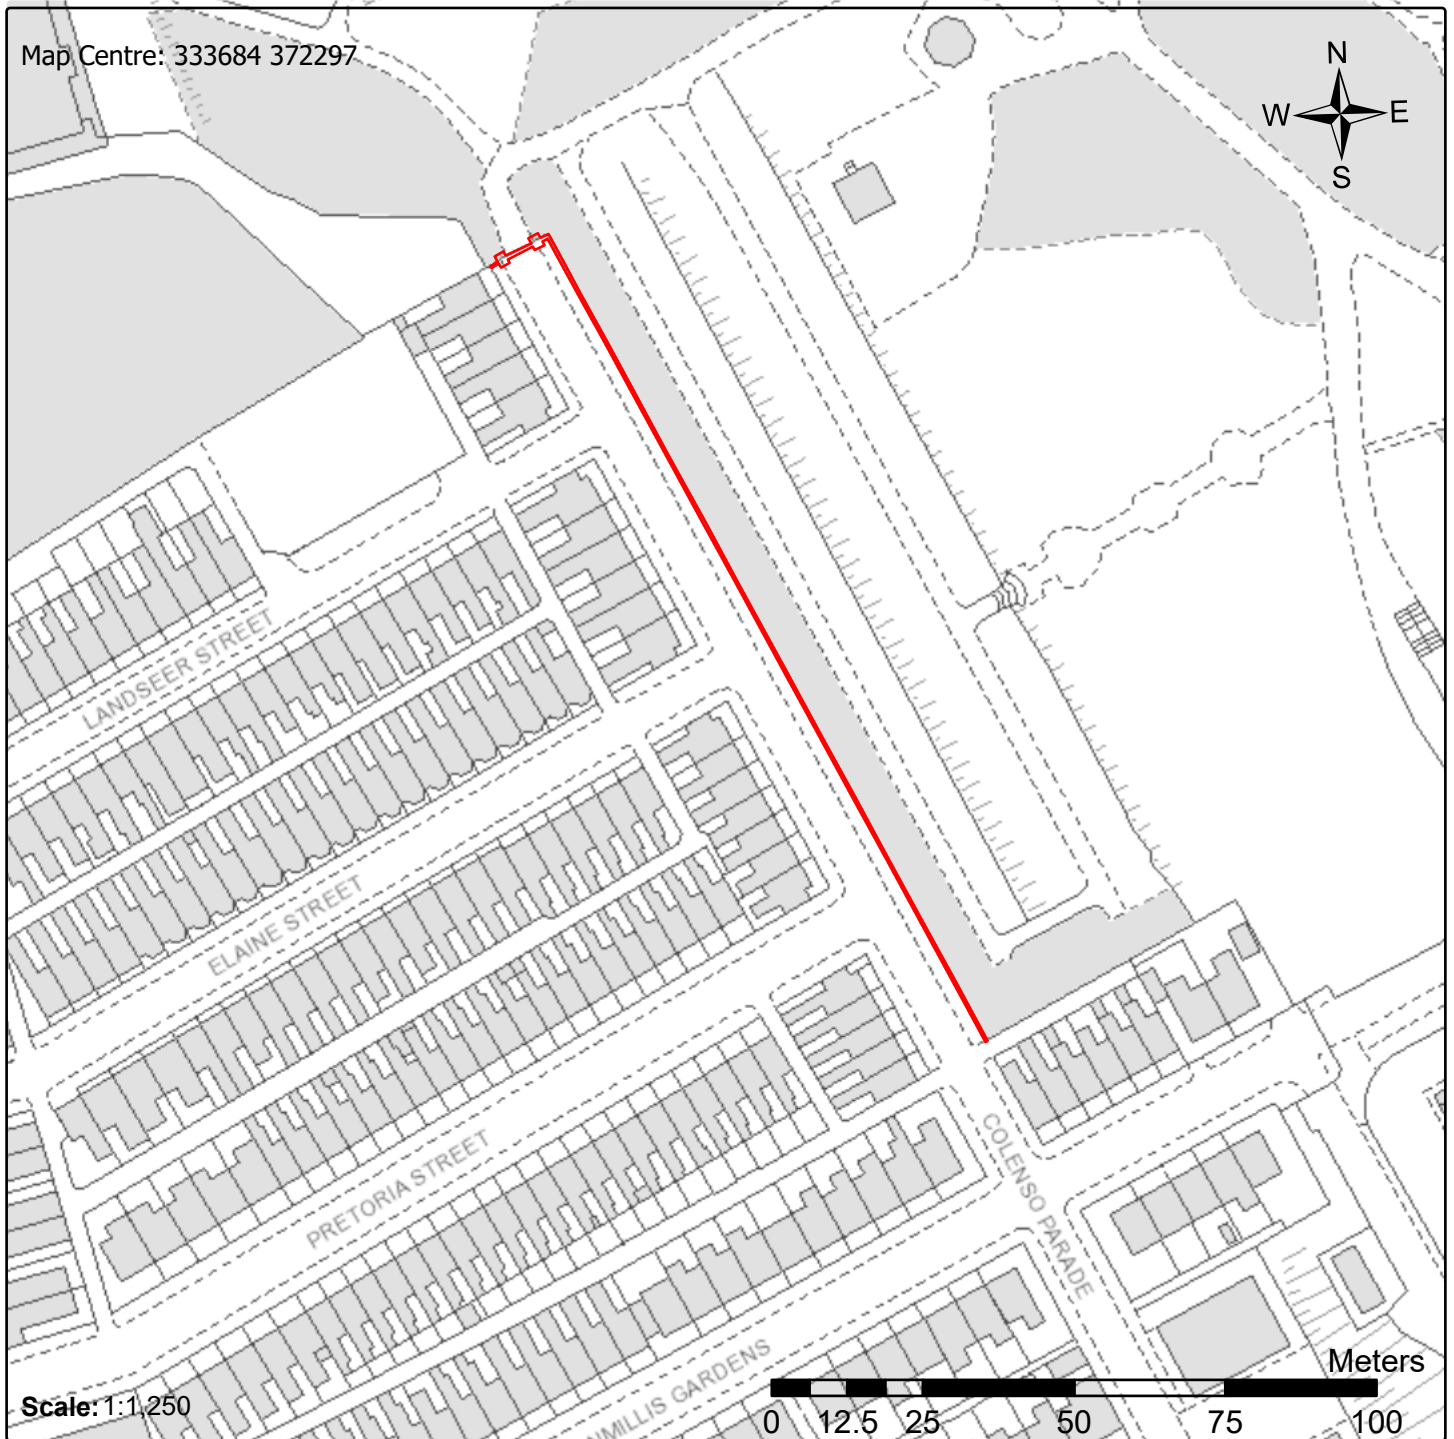 Map Centre: 333684 372297
N
W E
S
LANDSEER STREET
ELAINE STREET
PRETORIA STREET
COLENSO PARADE
GARDENS
Meters
Scale: 1:1,250
0 12.5 25 50 75 100